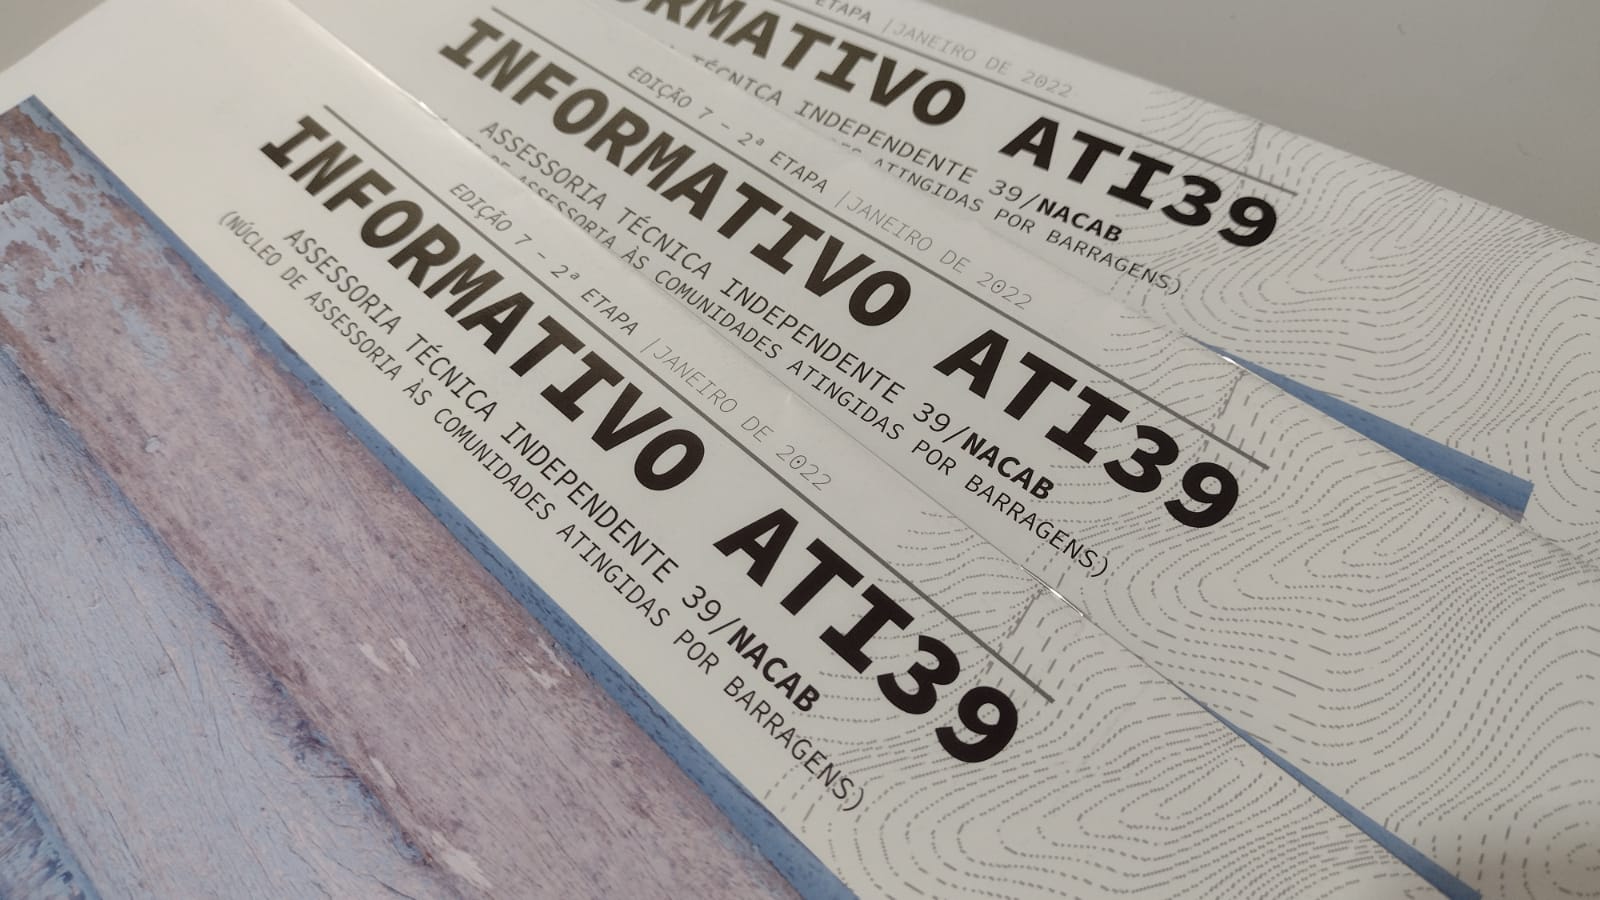 ETAPA | JANEIRO DE 2022
ORMATIVO ATI39
TÉCNICA INDEPENDENTE 39/NACAB
ATINGIDAS POR BARRAGENS)
EDIÇÃO 7 - 2ª ETAPA | JANEIRO DE 2022
INFORMATIVO ATI39
ASSESSORIA TÉCNICA INDEPENDENTE 39/NACAB
DE ASSESSORIA ÀS COMUNIDADES ATINGIDAS POR BARRAGENS)
EDIÇÃO 7 - 2ª ETAPA | JANEIRO DE 2022
INFORMATIVO ATI39
ASSESSORIA TÉCNICA INDEPENDENTE 39/NACAB
(NÚCLEO DE ASSESSORIA ÀS COMUNIDADES ATINGIDAS POR BARRAGENS)